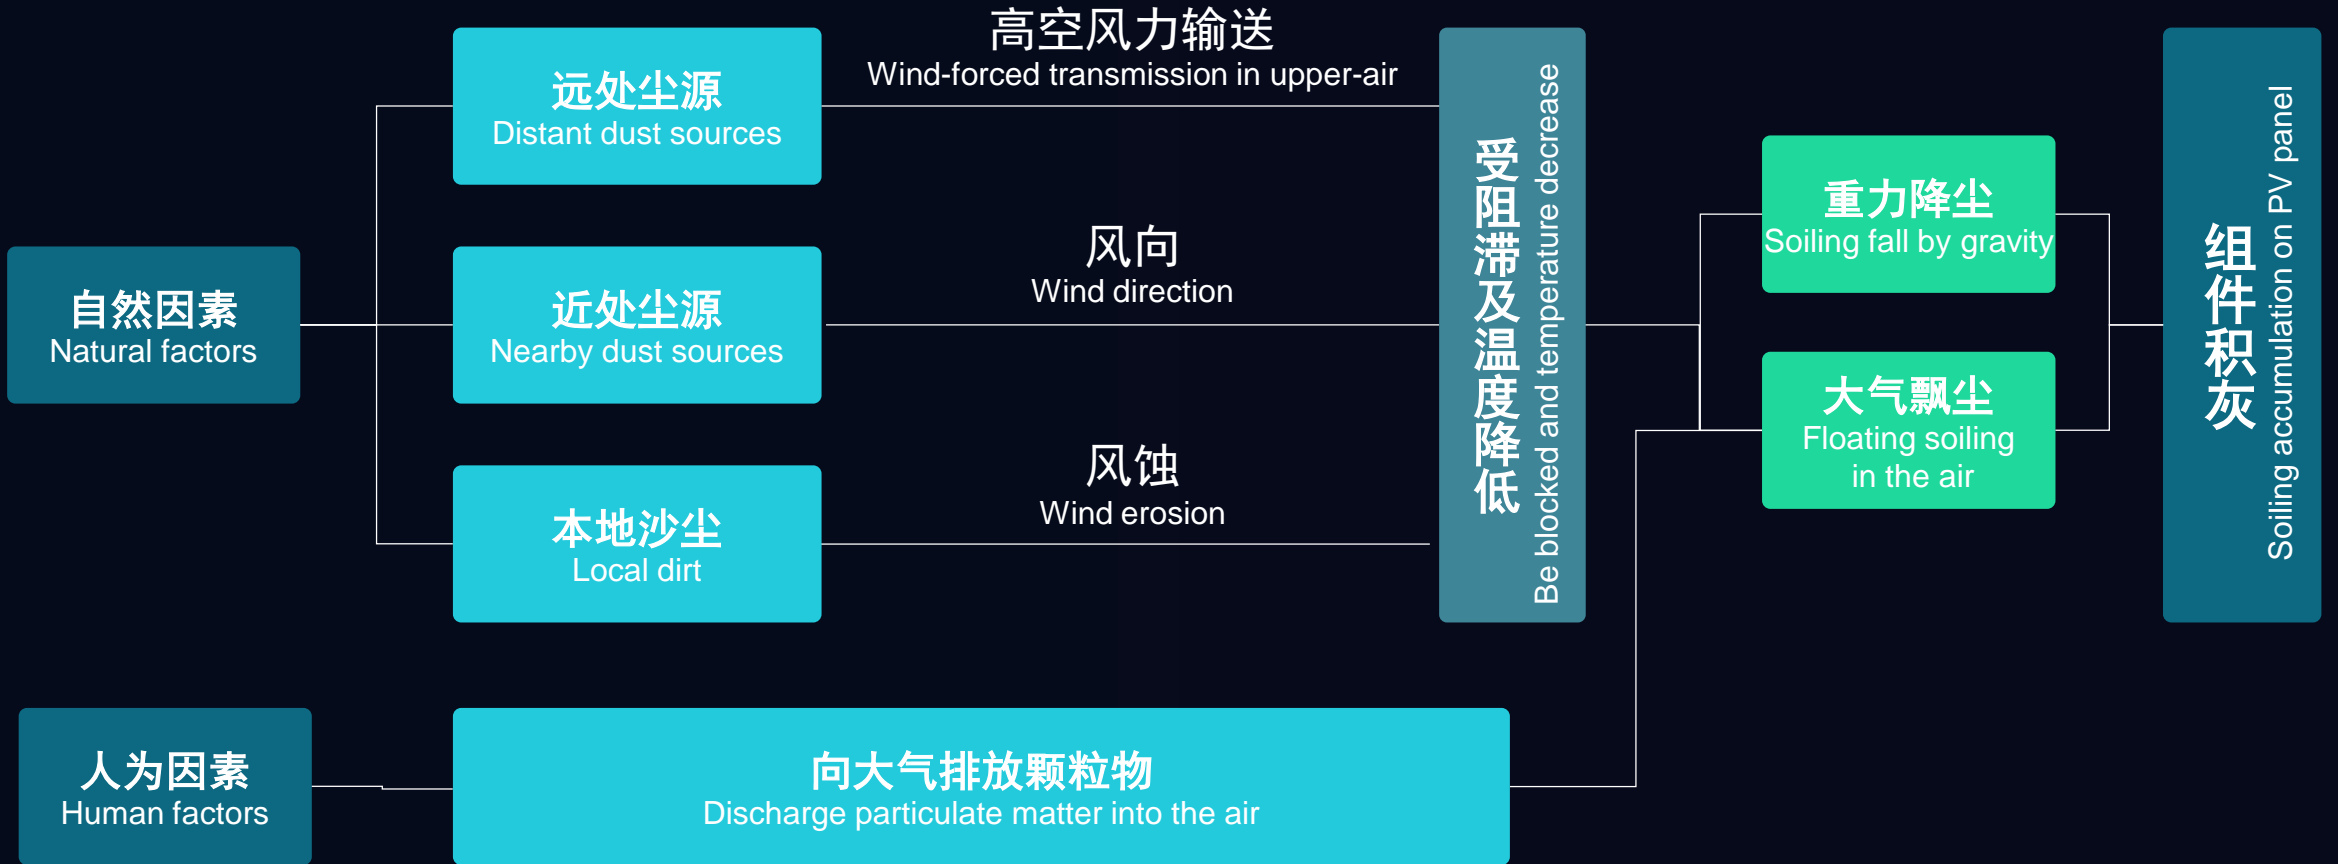 高空风力输送
Wind-forced transmission in upper-air
远处尘源
Distant dust sources
风向
Wind direction
自然因素
Natural factors
近处尘源
Nearby dust sources
风蚀
Wind erosion
本地沙尘
Local dirt
受阻滞及温度降低
Be blocked and temperature decrease
重力降尘
Soiling fall by gravity
大气飘尘
Floating soiling
in the air
组件积灰
Soiling accumulation on PV panel
人为因素
Human factors
向大气排放颗粒物
Discharge particulate matter into the air